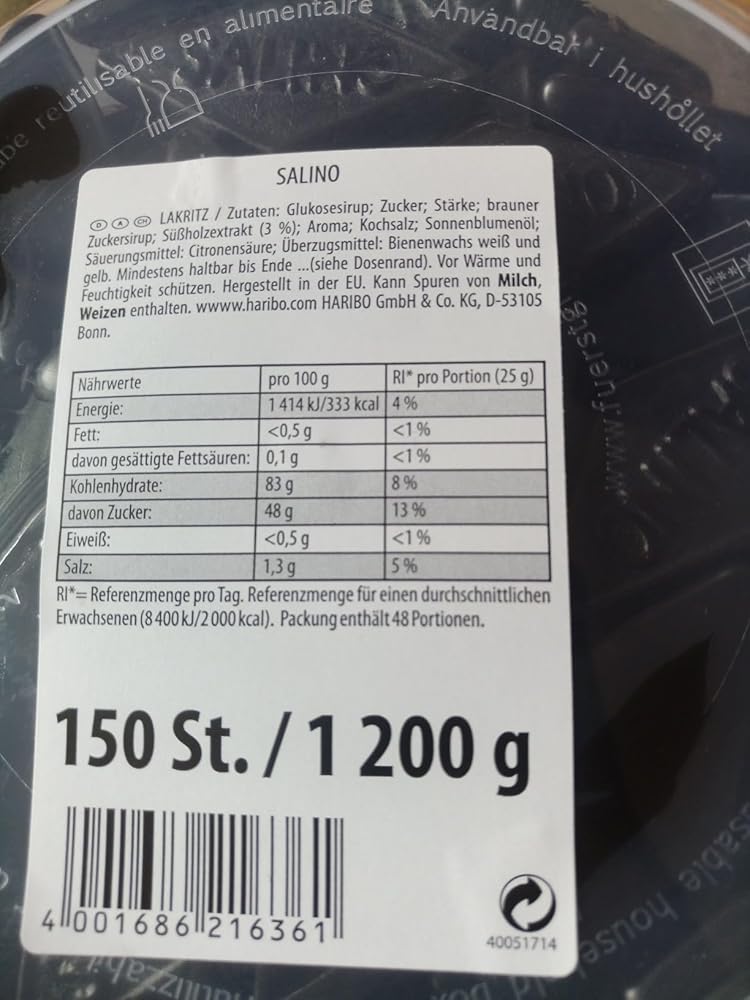 reutilisable en alimentaire
Användbar i hushållet
SALINO
D A CH LAKRITZ / Zutaten: Glukosesirup; Zucker; Stärke; brauner
Zuckersirup; Süßholzextrakt (3 %); Aroma; Kochsalz; Sonnenblumenöl;
Säuerungsmittel: Citronensäure; Überzugsmittel: Bienenwachs weiß und
gelb. Mindestens haltbar bis Ende ...(siehe Dosenrand). Vor Wärme und
Feuchtigkeit schützen. Hergestellt in der EU. Kann Spuren von Milch,
Weizen enthalten. wwww.haribo.com HARIBO GmbH & Co. KG, D-53105
Bonn.
Nährwerte pro 100 g RI* pro Portion (25 g)
Energie: 1 414 kJ/333 kcal 4 %
Fett: <0,5 g <1 %
davon gesättigte Fettsäuren: 0,1 g <1 %
Kohlenhydrate: 83 g 8 %
davon Zucker: 48 g 13 %
Eiweiß: <0,5 g <1 %
Salz: 1,3 g 5 %
RI*= Referenzmenge pro Tag. Referenzmenge für einen durchschnittlichen
Erwachsenen (8 400 kJ/2 000 kcal). Packung enthält 48 Portionen.
150 St. / 1 200 g
4 001686 216361
40051714
household